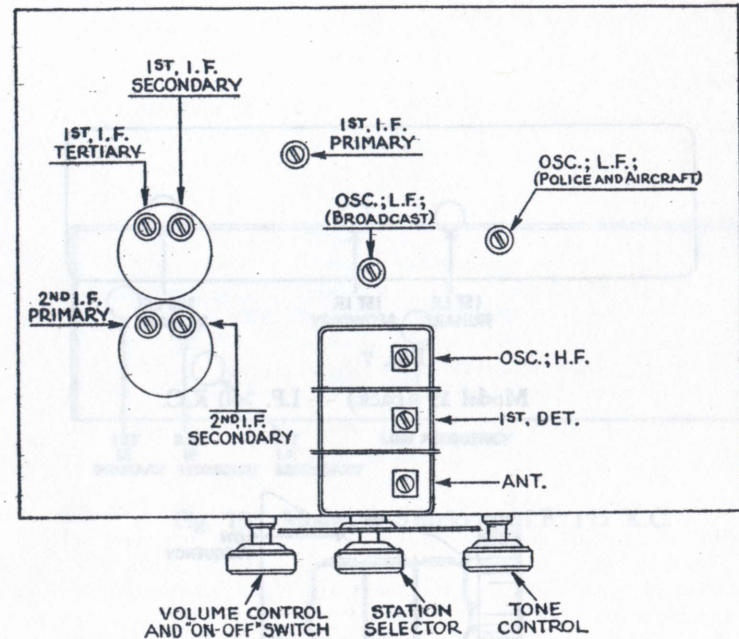 1ST. I.F.
SECONDARY
1ST. I.F.
TERTIARY
1ST. I.F.
PRIMARY
OSC.; L.F.;
(POLICE AND AIRCRAFT)
OSC.; L.F.;
(BROADCAST)
2ND I.F.
PRIMARY
OSC.; H.F.
1ST. DET.
2ND I.F.
SECONDARY
ANT.
VOLUME CONTROL
AND "ON-OFF" SWITCH
STATION
SELECTOR
TONE
CONTROL